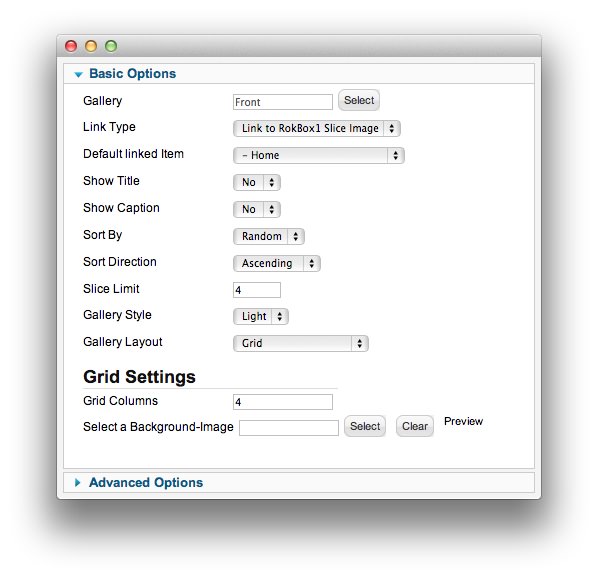 Basic Options
Gallery Front Select
Link Type Link to RokBox1 Slice Image
Default linked Item – Home
Show Title No
Show Caption No
Sort By Random
Sort Direction Ascending
Slice Limit 4
Gallery Style Light
Gallery Layout Grid
Grid Settings
Grid Columns 4
Select a Background-Image Select Clear Preview
Advanced Options